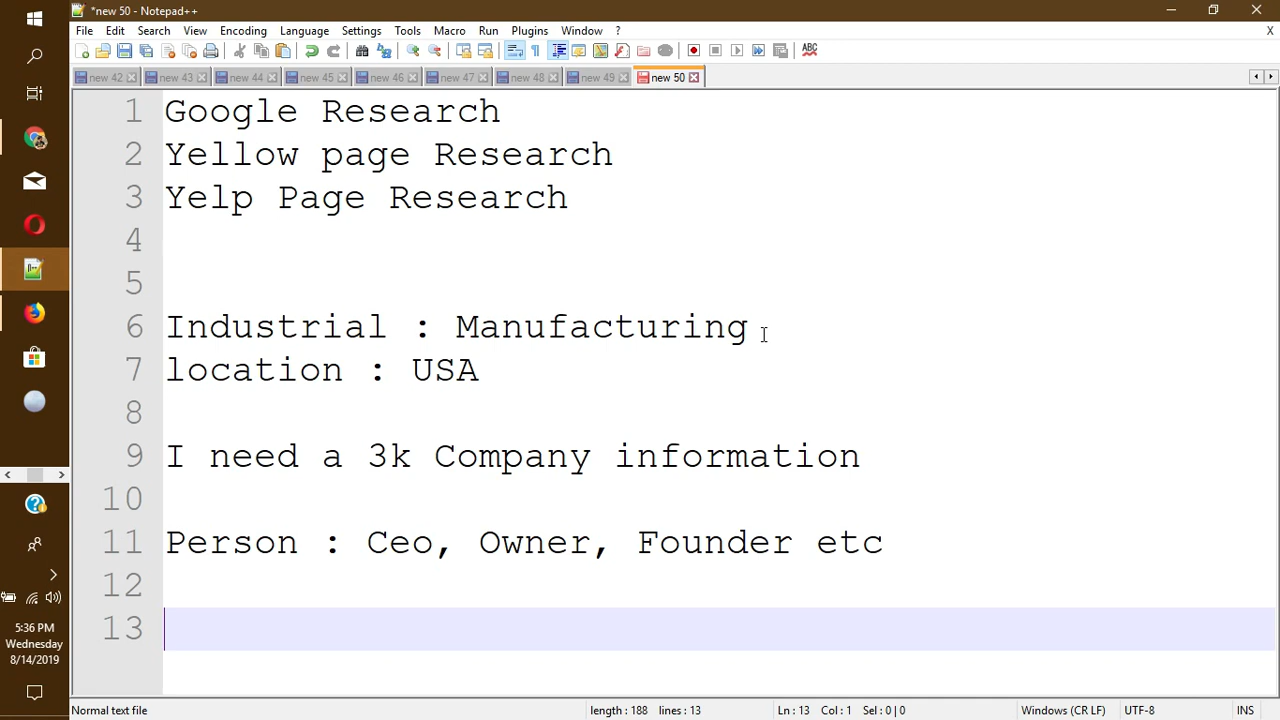 *new 50 - Notepad++
File Edit Search View Encoding Language Settings Tools Macro Run Plugins Window ? X
new 42 new 43 new 44 new 45 new 46 new 47 new 48 new 49 new 50
1 Google Research
2 Yellow page Research
3 Yelp Page Research
4
5
6 Industrial : Manufacturing
7 location : USA
8
9 I need a 3k Company information
10
11 Person : Ceo, Owner, Founder etc
12
13
5:36 PM
Wednesday
8/14/2019
Normal text file length : 188 lines : 13 Ln : 13 Col : 1 Sel : 0 | 0 Windows (CR LF) UTF-8 INS